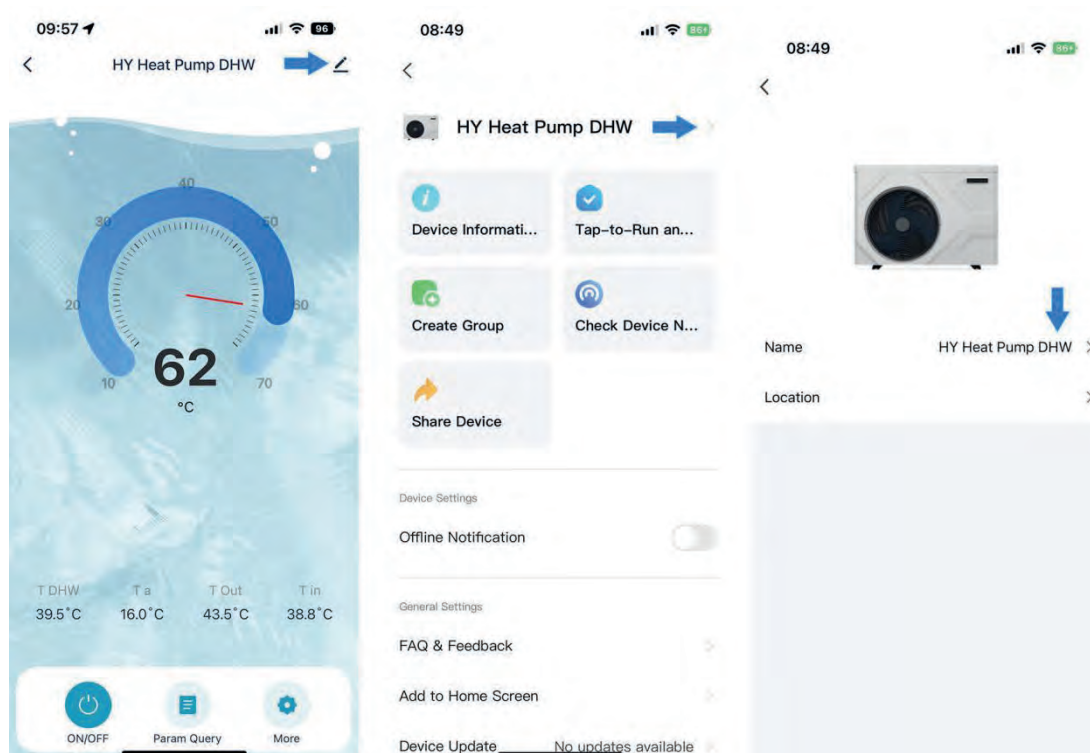 09:57
96
HY Heat Pump DHW
40
30
50
20
60
10
70
62
°C
T DHW
T a
T Out
T in
39.5°C
16.0°C
43.5°C
38.8°C
ON/OFF
Param Query
More
08:49
86
HY Heat Pump DHW
Device Informati...
Tap-to-Run an...
Create Group
Check Device N...
Share Device
Device Settings
Offline Notification
General Settings
FAQ & Feedback
Add to Home Screen
Device Update
No updates available
08:49
86
Name
HY Heat Pump DHW
Location